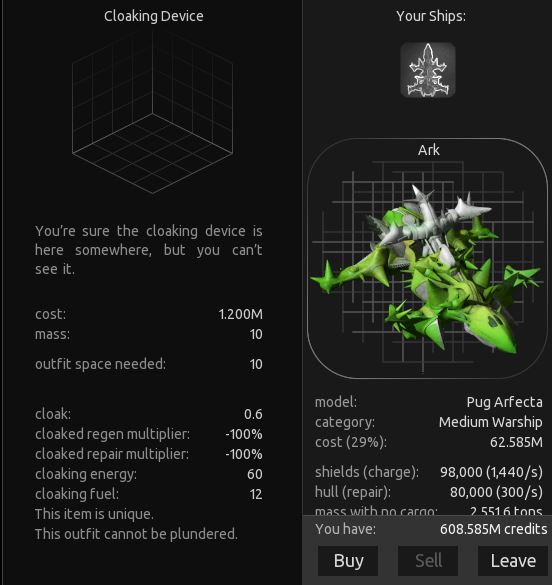 Cloaking Device
You're sure the cloaking device is
here somewhere, but you can't
see it.
cost: 1.200M
mass: 10
outfit space needed: 10
cloak: 0.6
cloaked regen multiplier: -100%
cloaked repair multiplier: -100%
cloaking energy: 60
cloaking fuel: 12
This item is unique.
This outfit cannot be plundered.
Your Ships:
Ark
model: Pug Arfecta
category: Medium Warship
cost (29%): 62.585M
shields (charge): 98,000 (1,440/s)
hull (repair): 80,000 (300/s)
mass with no cargo: 2,5516 tons
You have: 608.585M credits
Buy Sell Leave